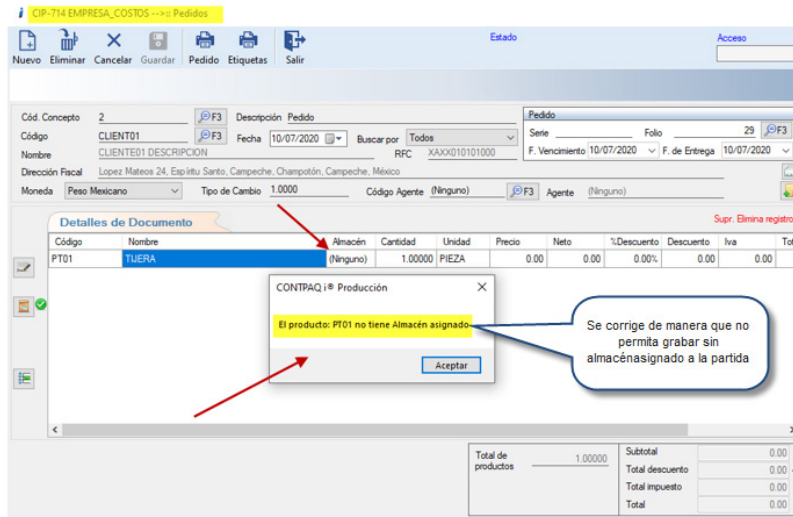 CIP-714 EMPRESA_COSTOS -->:: Pedidos
Nuevo Eliminar Cancelar Guardar Pedido Etiquetas Salir
Estado
Acceso
Cód. Concepto 2 F3 Descripción Pedido
Código CLIENT01 F3 Fecha 10/07/2020 Buscar por Todos
Nombre CLIENTE01 DESCRIPCION RFC XAXX010101000
Dirección Fiscal Lopez Mateos 24, Espíritu Santo, Campeche, Champotón, Campeche, México
Moneda Peso Mexicano Tipo de Cambio 1.0000 Código Agente (Ninguno) F3 Agente (Ninguno)
Pedido
Serie Folio 29 F3
F. Vencimiento 10/07/2020 F. de Entrega 10/07/2020
Detalles de Documento
Supr. Elimina registro
Código Nombre Almacén Cantidad Unidad Precio Neto %Descuento Descuento Iva Tot
PT01 TIJERA (Ninguno) 1.00000 PIEZA 0.00 0.00 0.00% 0.00 0.00
CONTPAQ i® Producción
El producto: PT01 no tiene Almacén asignado
Aceptar
Se corrige de manera que no
permita grabar sin
almacénasignado a la partida
Total de
productos 1.00000
Subtotal 0.00
Total descuento 0.00
Total impuesto 0.00
Total 0.00